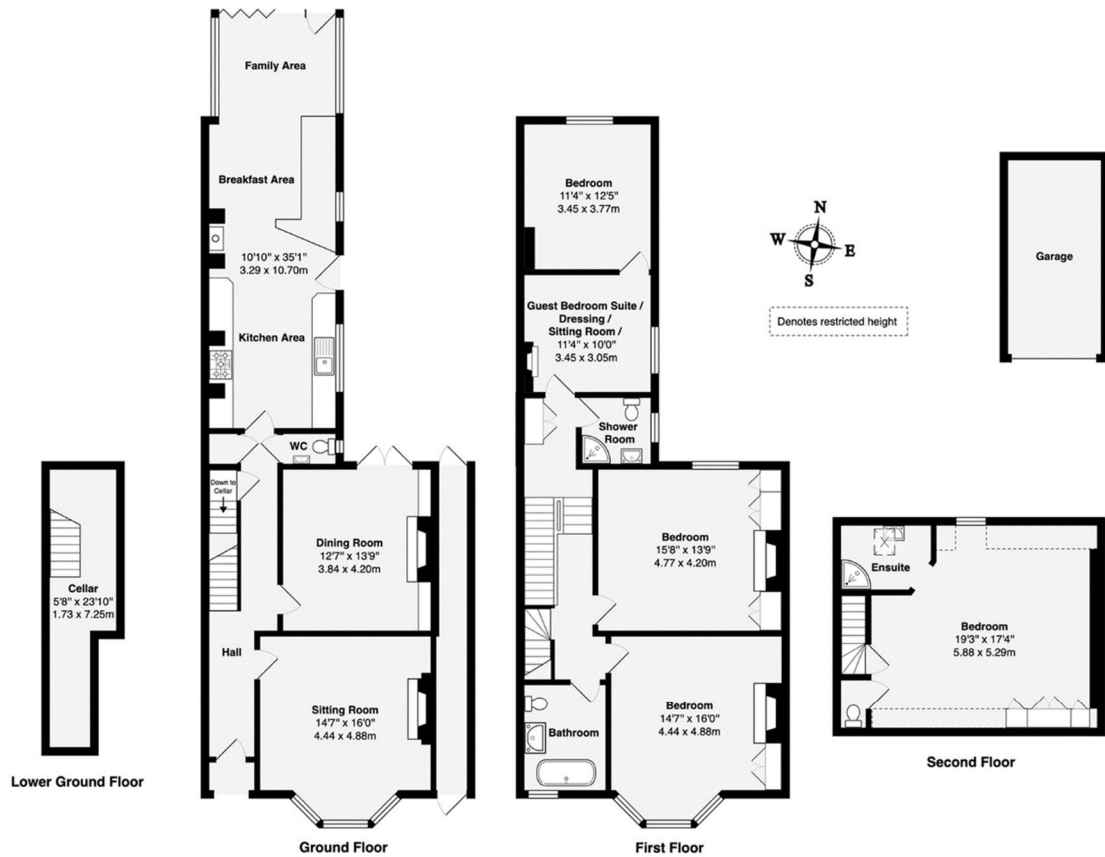 Family Area
Breakfast Area
10'10" x 35'1"
3.29 x 10.70m
Kitchen Area
WC
Down to
Cellar
Dining Room
12'7" x 13'9"
3.84 x 4.20m
Hall
Sitting Room
14'7" x 16'0"
4.44 x 4.88m
Ground Floor
Cellar
5'8" x 23'10"
1.73 x 7.25m
Lower Ground Floor
Bedroom
11'4" x 12'5"
3.45 x 3.77m
Guest Bedroom Suite /
Dressing /
Sitting Room /
11'4" x 10'0"
3.45 x 3.05m
Shower
Room
Bedroom
15'8" x 13'9"
4.77 x 4.20m
Bedroom
14'7" x 16'0"
4.44 x 4.88m
Bathroom
First Floor
N
W
E
S
Denotes restricted height
Garage
Ensuite
Bedroom
19'3" x 17'4"
5.88 x 5.29m
Second Floor